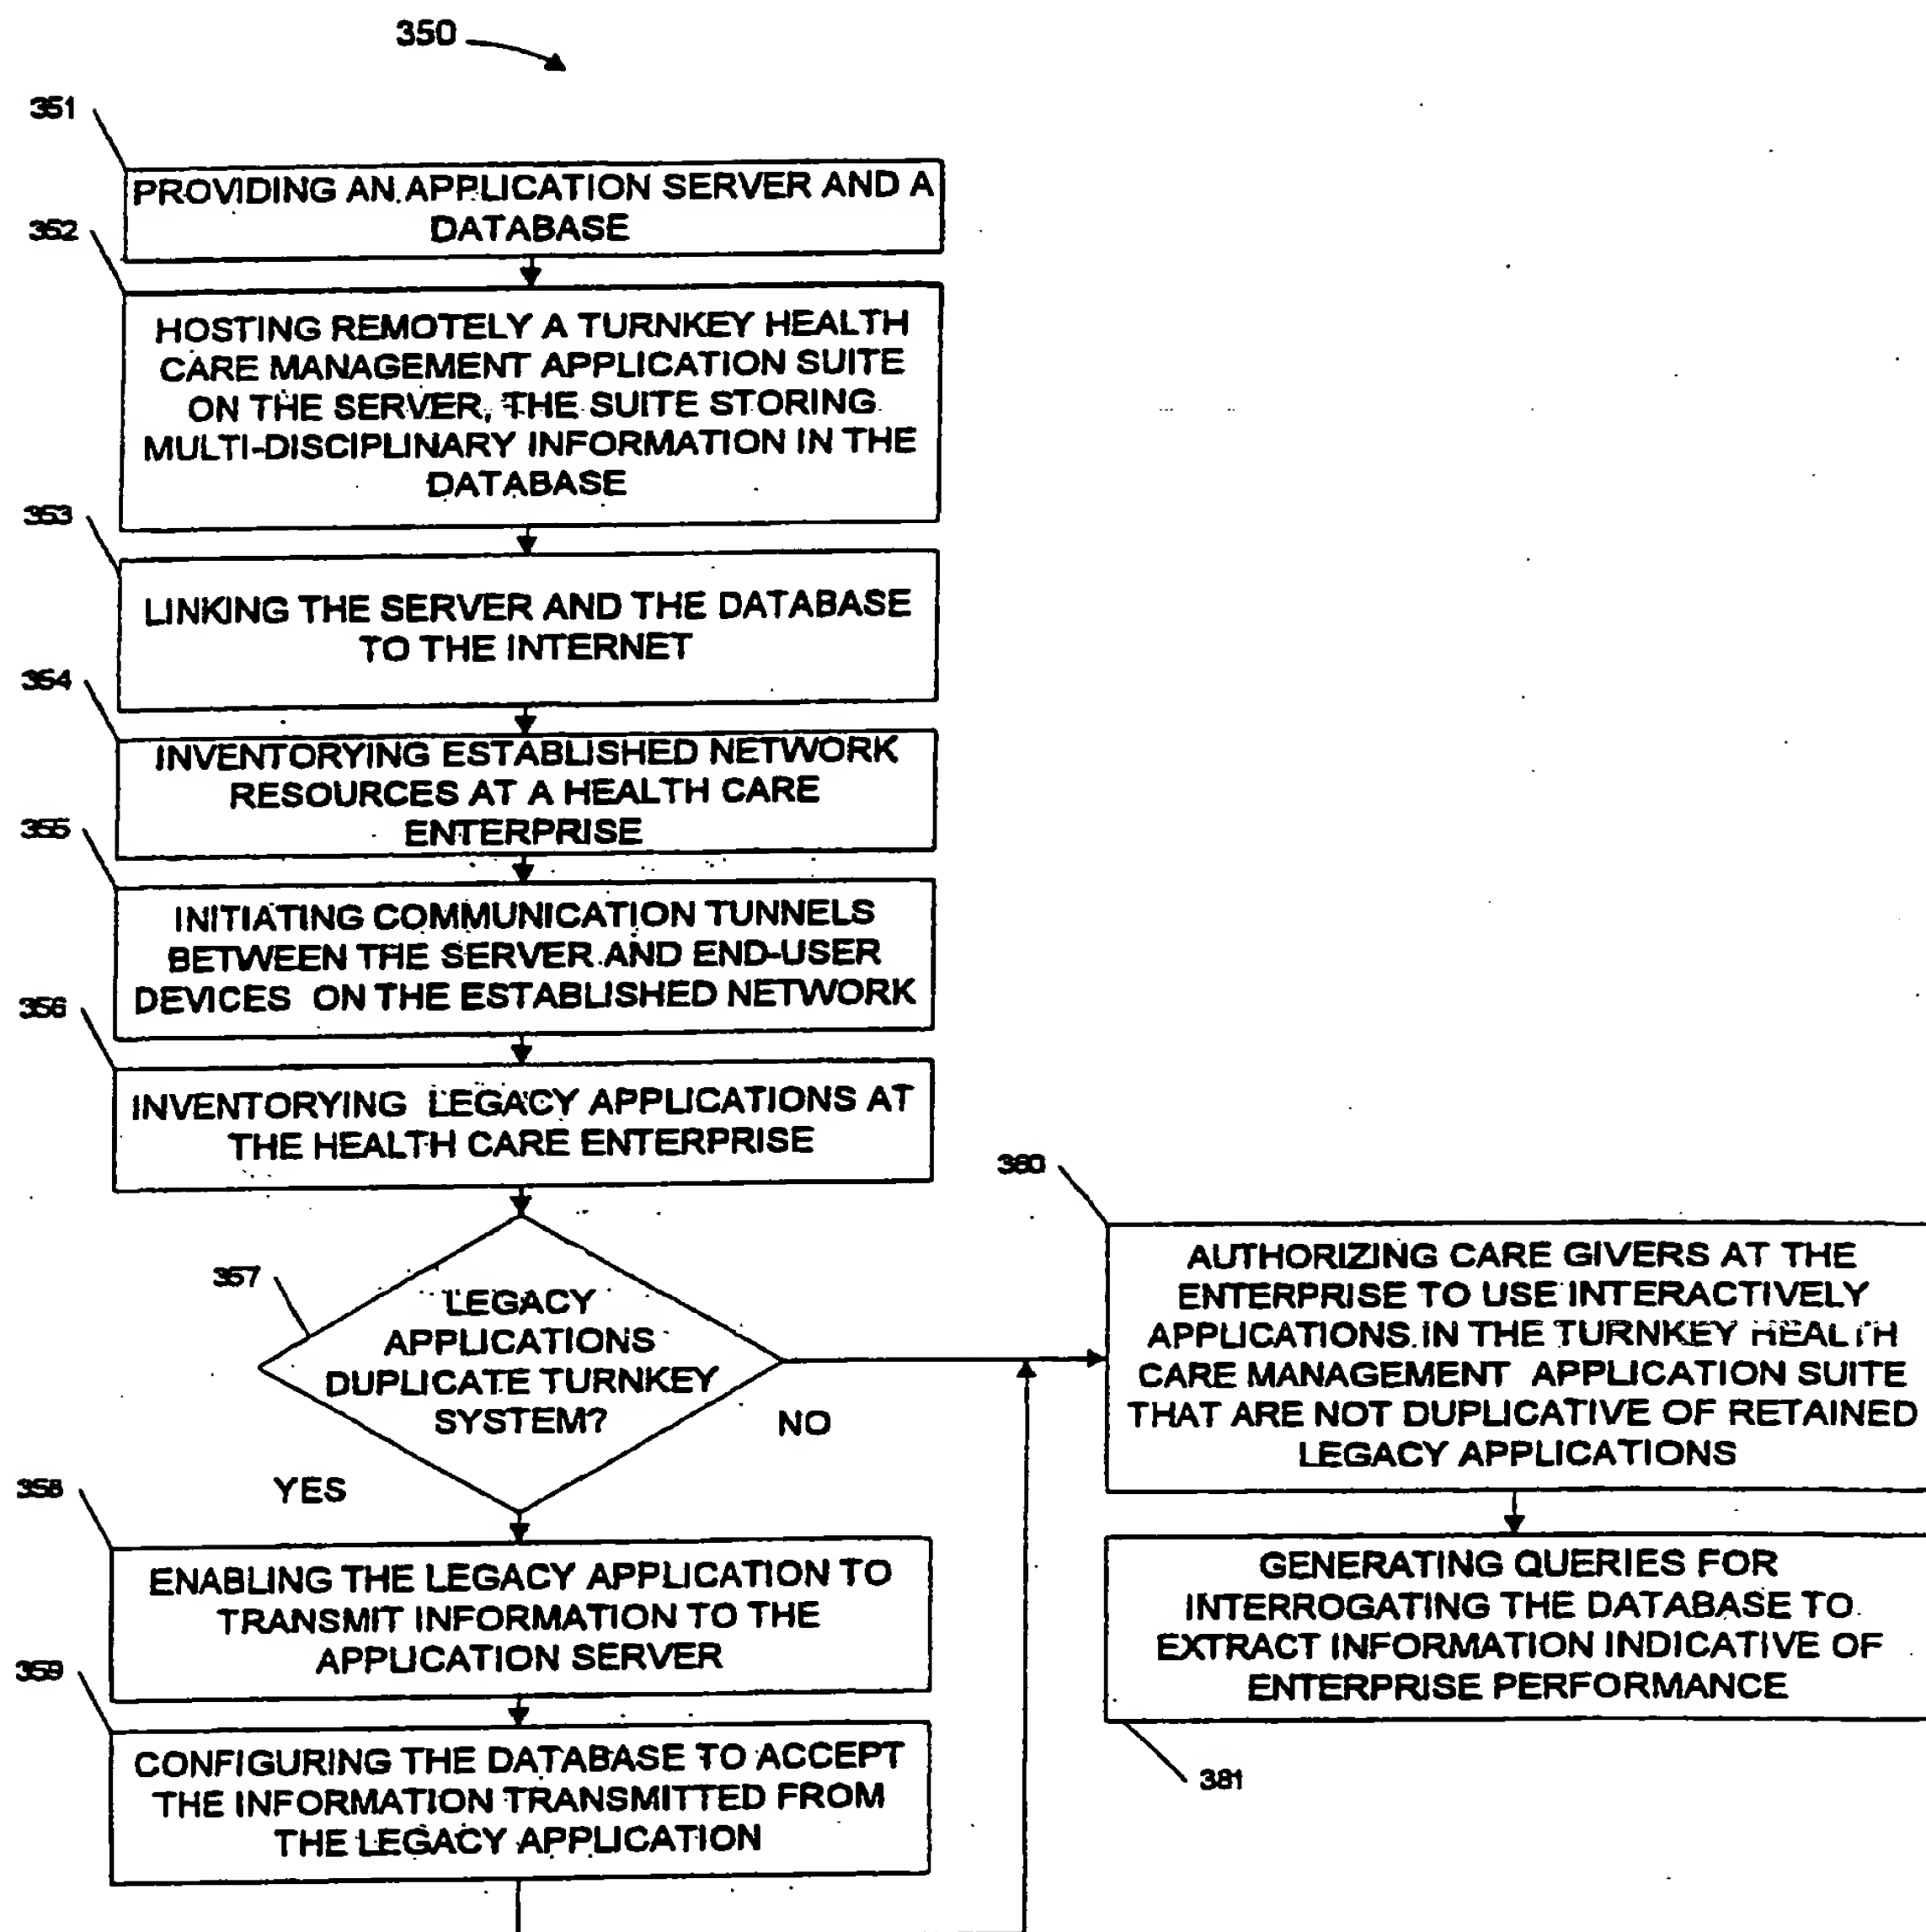 350
351
PROVIDING AN APPLICATION SERVER AND A
DATABASE
352
HOSTING REMOTELY A TURNKEY HEALTH
CARE MANAGEMENT APPLICATION SUITE
ON THE SERVER, THE SUITE STORING
MULTI-DISCIPLINARY INFORMATION IN THE
DATABASE
353
LINKING THE SERVER AND THE DATABASE
TO THE INTERNET
354
INVENTORYING ESTABLISHED NETWORK
RESOURCES AT A HEALTH CARE
ENTERPRISE
355
INITIATING COMMUNICATION TUNNELS
BETWEEN THE SERVER AND END-USER
DEVICES ON THE ESTABLISHED NETWORK
356
INVENTORYING LEGACY APPLICATIONS AT
THE HEALTH CARE ENTERPRISE
357
LEGACY
APPLICATIONS
DUPLICATE TURNKEY
SYSTEM?
NO
YES
358
ENABLING THE LEGACY APPLICATION TO
TRANSMIT INFORMATION TO THE
APPLICATION SERVER
359
CONFIGURING THE DATABASE TO ACCEPT
THE INFORMATION TRANSMITTED FROM
THE LEGACY APPLICATION
360
AUTHORIZING CARE GIVERS AT THE
ENTERPRISE TO USE INTERACTIVELY
APPLICATIONS IN THE TURNKEY HEALTH
CARE MANAGEMENT APPLICATION SUITE
THAT ARE NOT DUPLICATIVE OF RETAINED
LEGACY APPLICATIONS
GENERATING QUERIES FOR
INTERROGATING THE DATABASE TO
EXTRACT INFORMATION INDICATIVE OF
ENTERPRISE PERFORMANCE
361